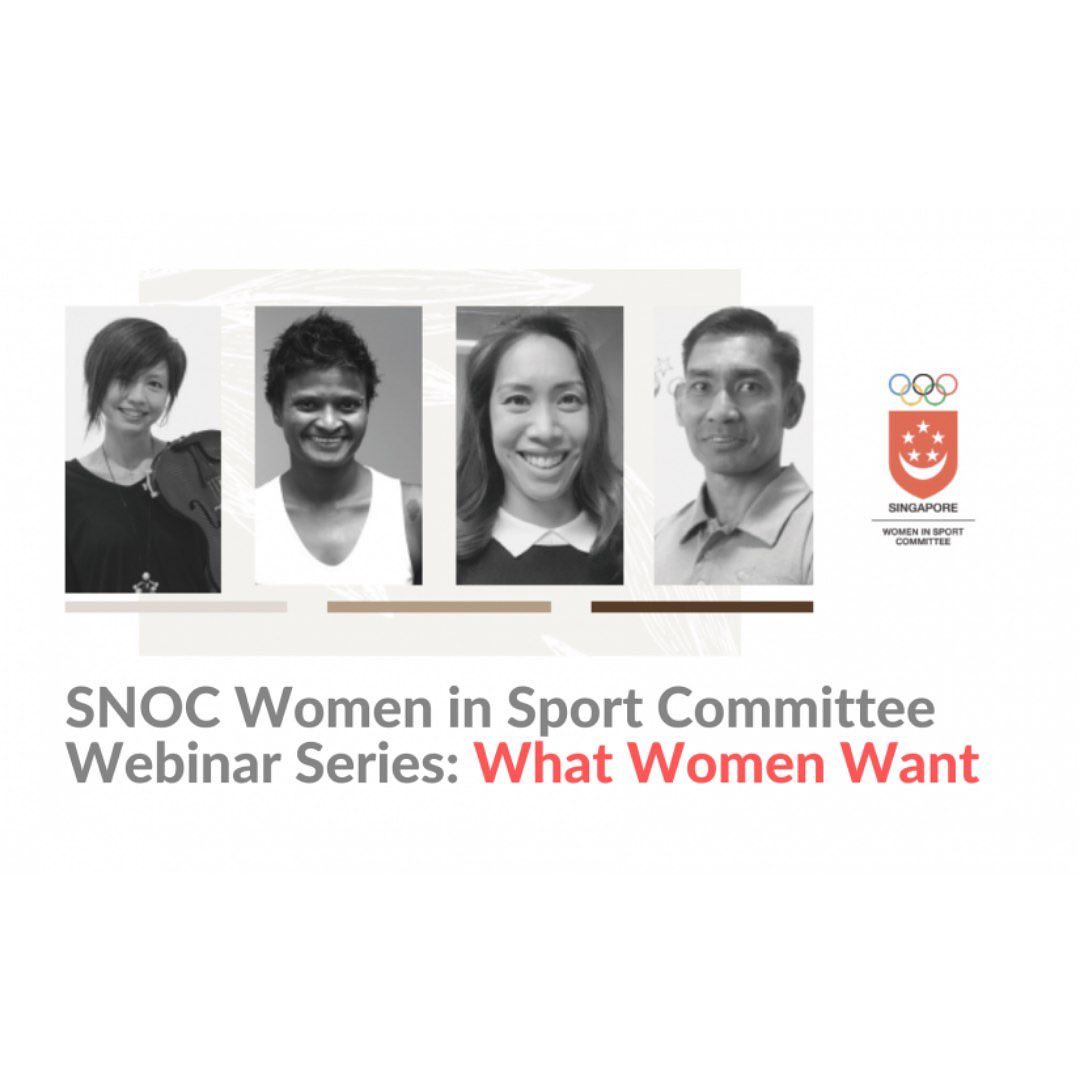 SINGAPORE
WOMEN IN SPORT
COMMITTEE
SNOC Women in Sport Committee
Webinar Series: What Women Want